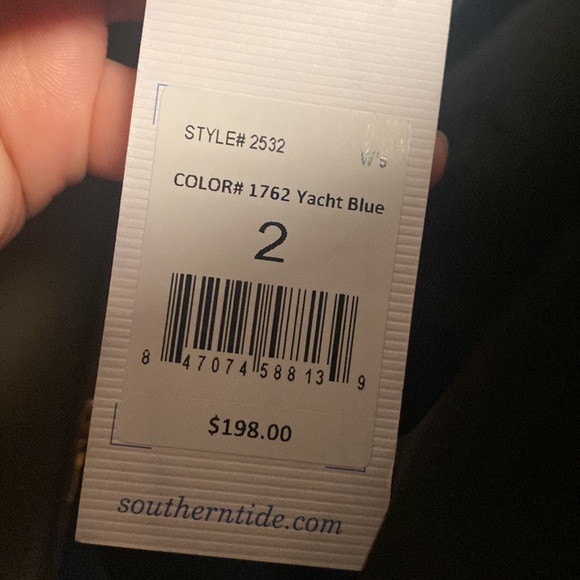 STYLE# 2532
W's
COLOR# 1762 Yacht Blue
2
8 47074 58813 9
$198.00
southerntide.com